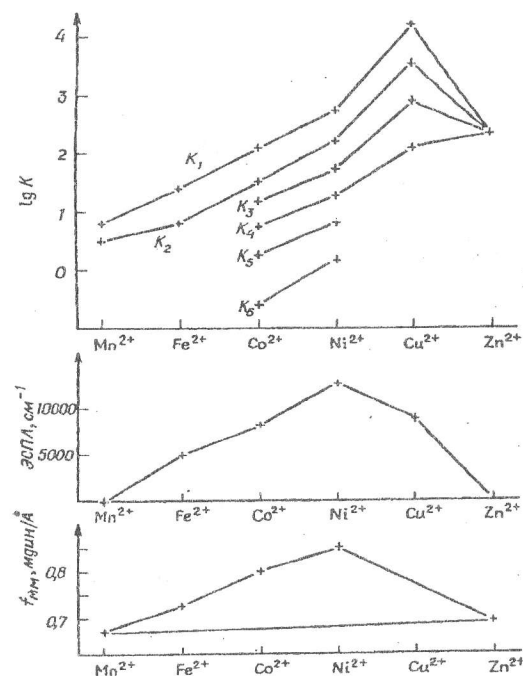 4
3
2
1
0
lg K
K₁
K₂
K₃
K₄
K₅
K₆
Mn²⁺ Fe²⁺ Co²⁺ Ni²⁺ Cu²⁺ Zn²⁺
10000
5000
ЭСПЛ, см⁻¹
Mn²⁺ Fe²⁺ Co²⁺ Ni²⁺ Cu²⁺ Zn²⁺
0,8
0,7
f_мм, мдин/Å
Mn²⁺ Fe²⁺ Co²⁺ Ni²⁺ Cu²⁺ Zn²⁺